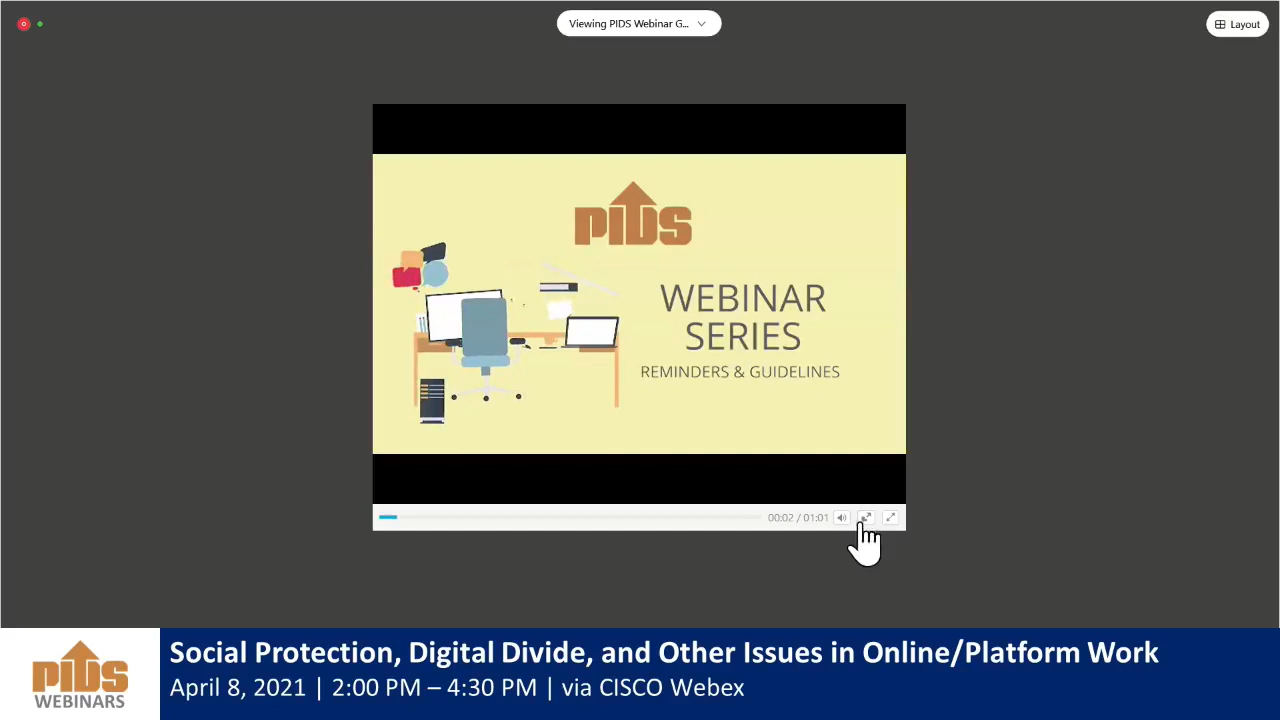 Viewing PIDS Webinar G...
Layout
PIDS
WEBINAR
SERIES
REMINDERS & GUIDELINES
00:02 / 01:01
PIDS
WEBINARS
Social Protection, Digital Divide, and Other Issues in Online/Platform Work
April 8, 2021 | 2:00 PM – 4:30 PM | via CISCO Webex